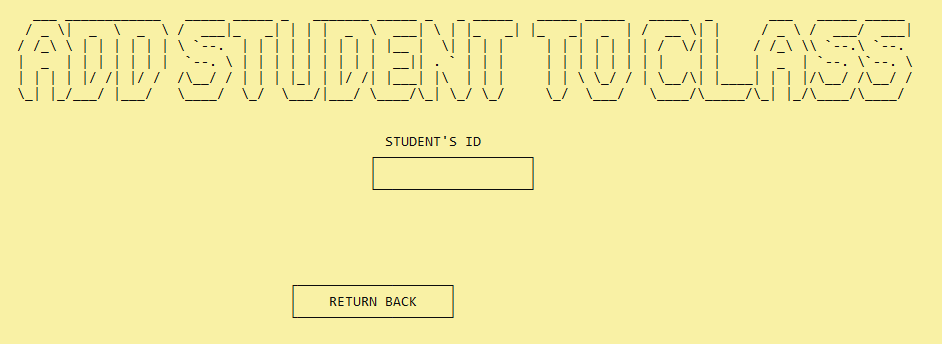 ADD STUDENT TO CLASS
STUDENT'S ID
RETURN BACK